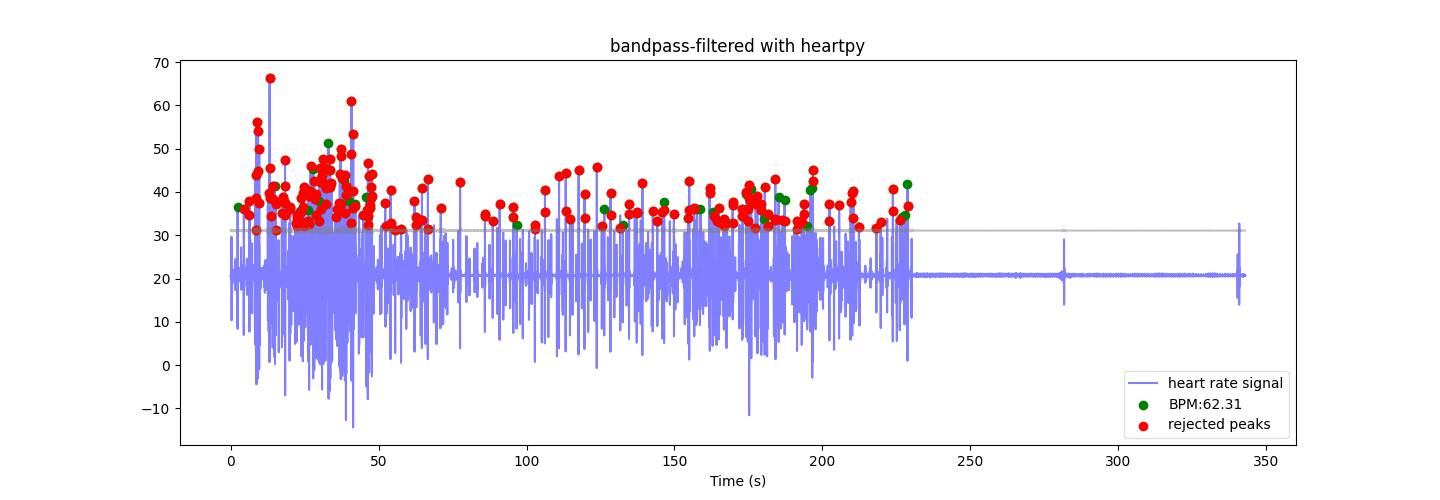 bandpass-filtered with heartpy
70
60
50
40
30
20
10
0
−10
0 50 100 150 200 250 300 350
Time (s)
heart rate signal
BPM:62.31
rejected peaks